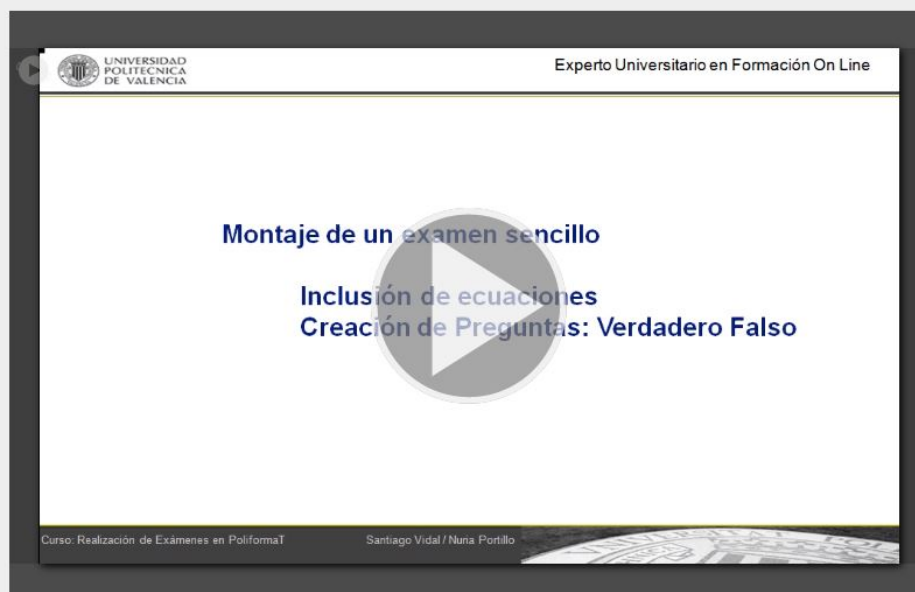 UNIVERSIDAD
POLITECNICA
DE VALENCIA
Experto Universitario en Formación On Line
Montaje de un examen sencillo
Inclusión de ecuaciones
Creación de Preguntas: Verdadero Falso
Curso: Realización de Exámenes en PoliformaT
Santiago Vidal / Nuria Portillo